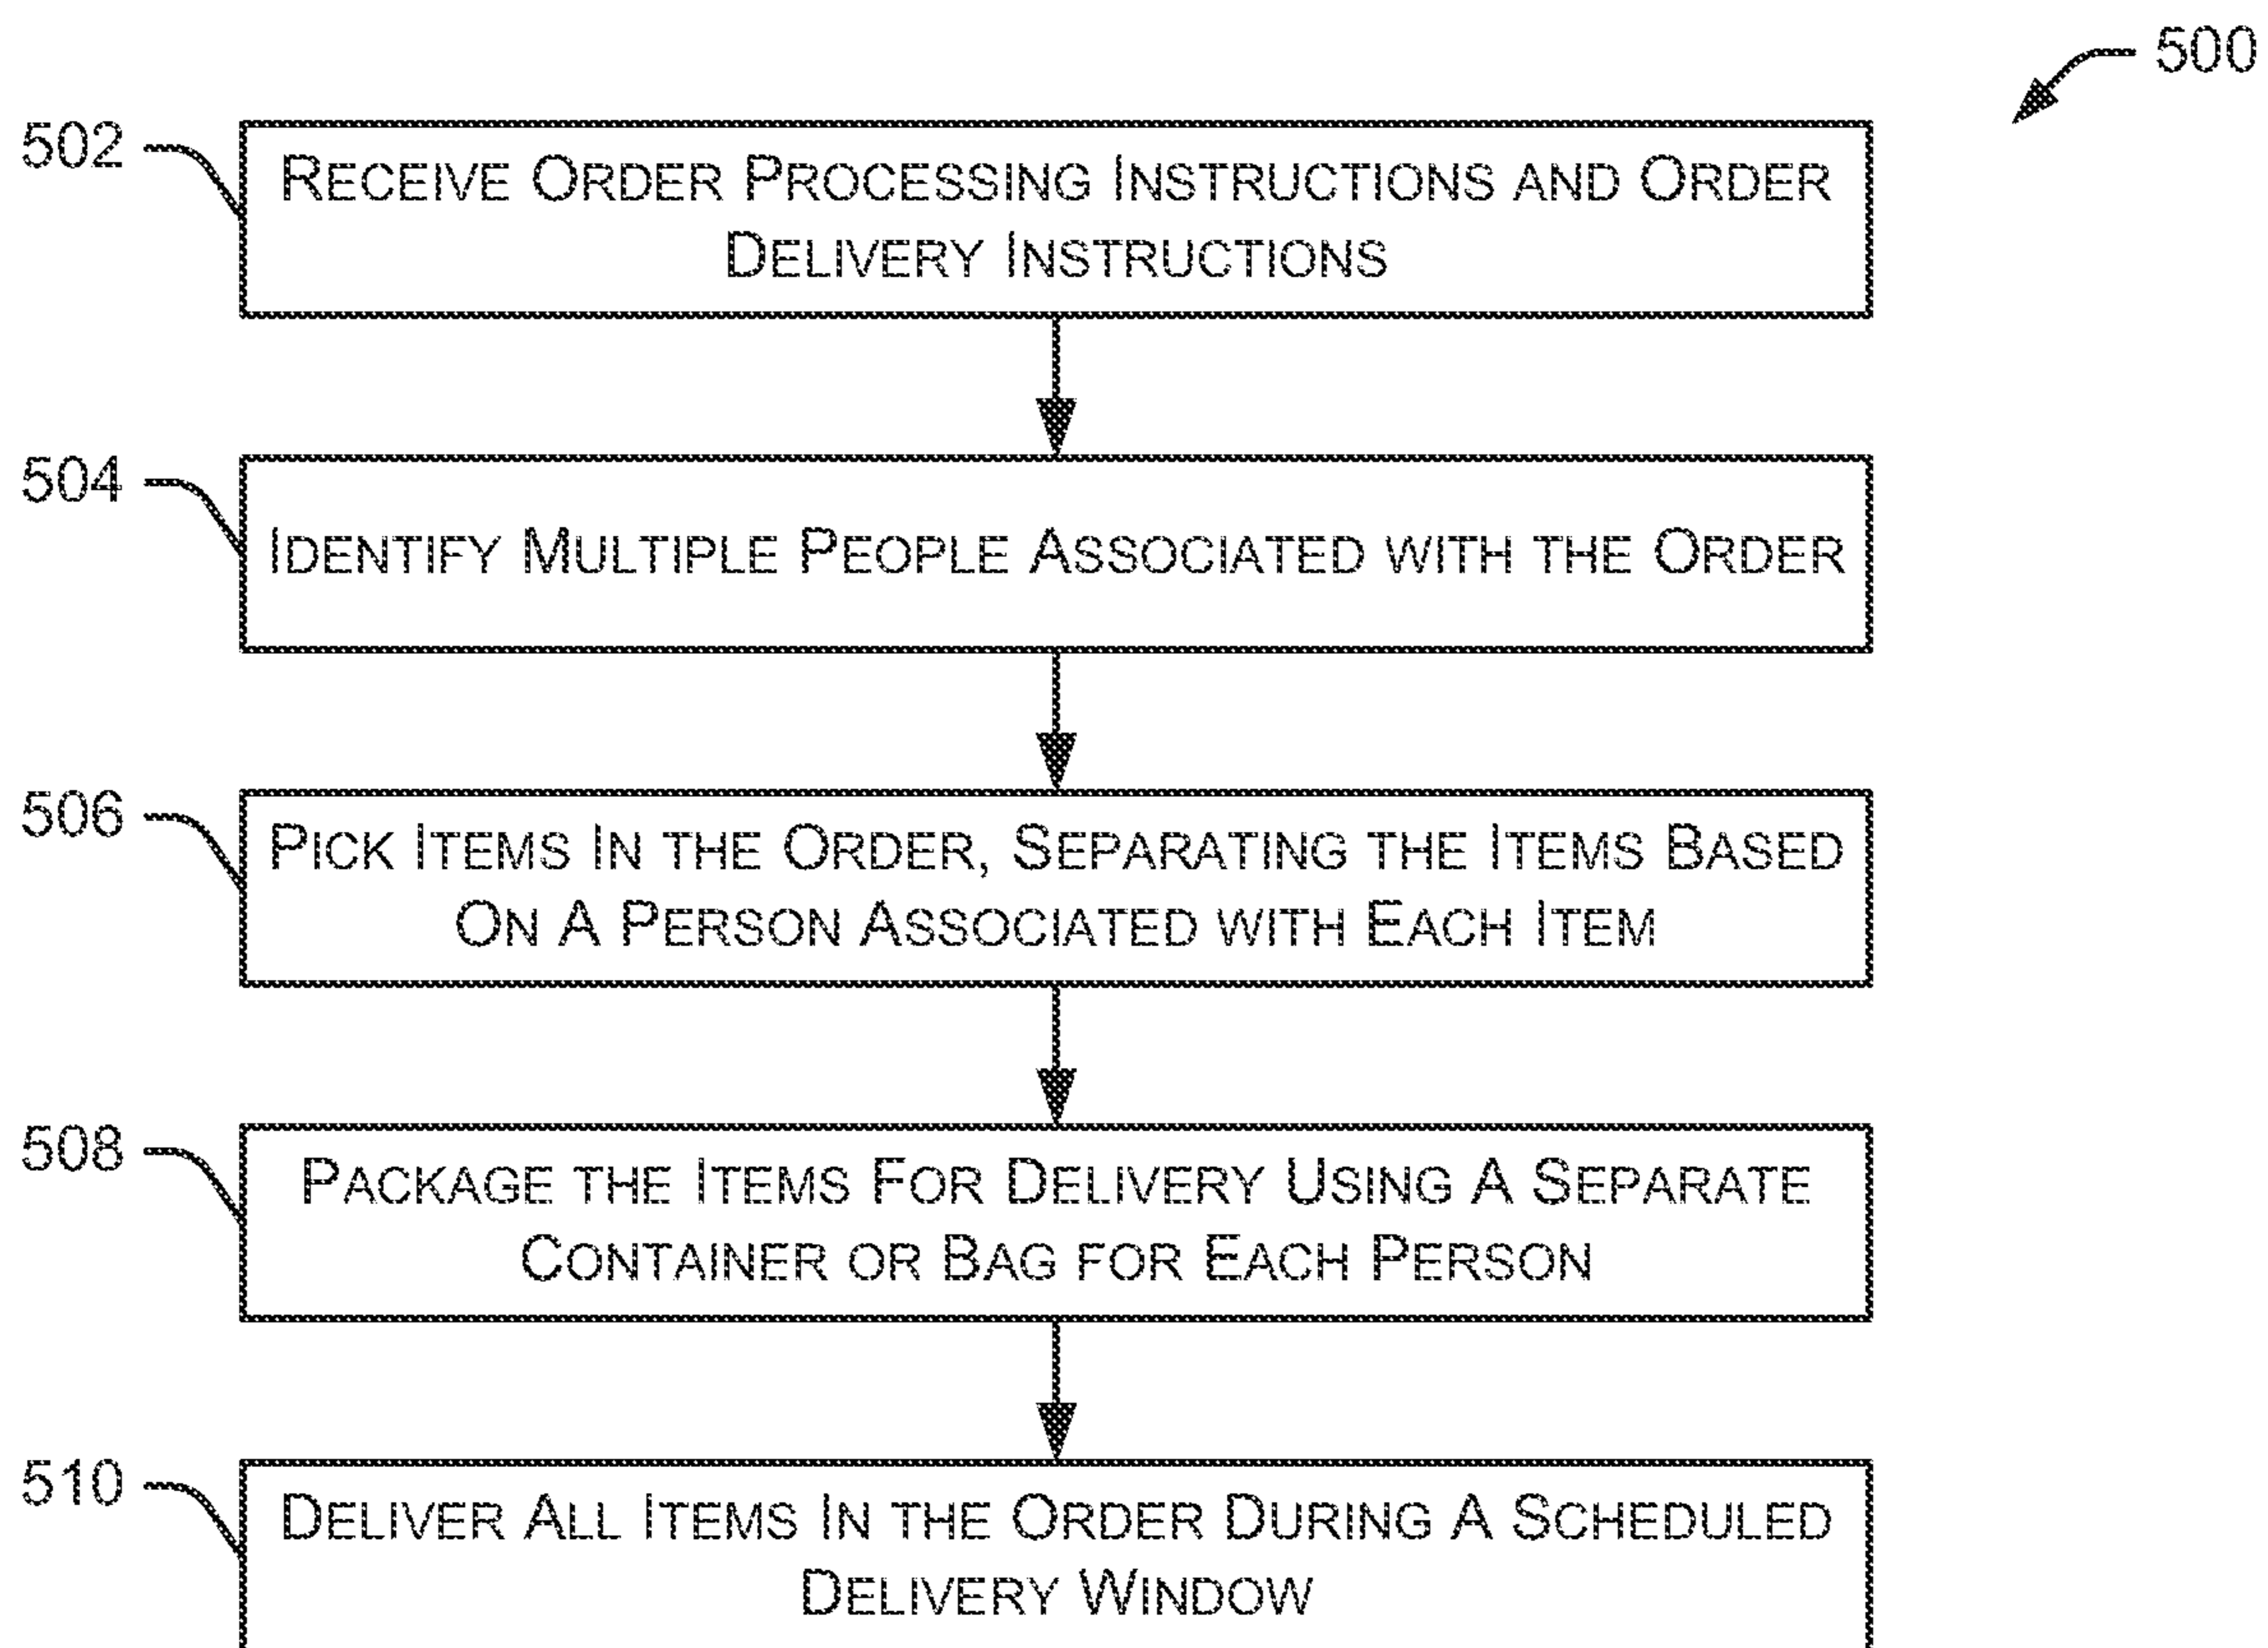 500
502
RECEIVE ORDER PROCESSING INSTRUCTIONS AND ORDER
DELIVERY INSTRUCTIONS
504
IDENTIFY MULTIPLE PEOPLE ASSOCIATED WITH THE ORDER
506
PICK ITEMS IN THE ORDER, SEPARATING THE ITEMS BASED
ON A PERSON ASSOCIATED WITH EACH ITEM
508
PACKAGE THE ITEMS FOR DELIVERY USING A SEPARATE
CONTAINER OR BAG FOR EACH PERSON
510
DELIVER ALL ITEMS IN THE ORDER DURING A SCHEDULED
DELIVERY WINDOW